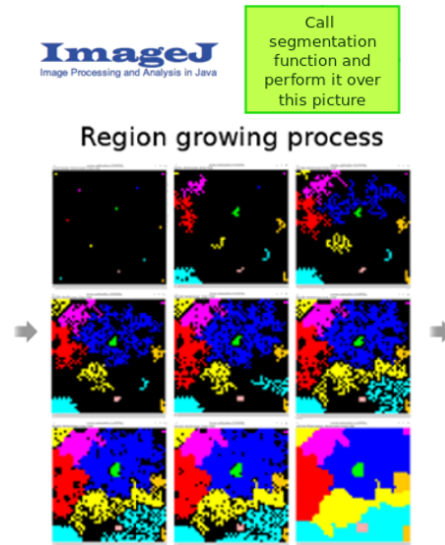 Call
segmentation
function and
perform it over
this picture
ImageJ
Image Processing and Analysis in Java
Region growing process